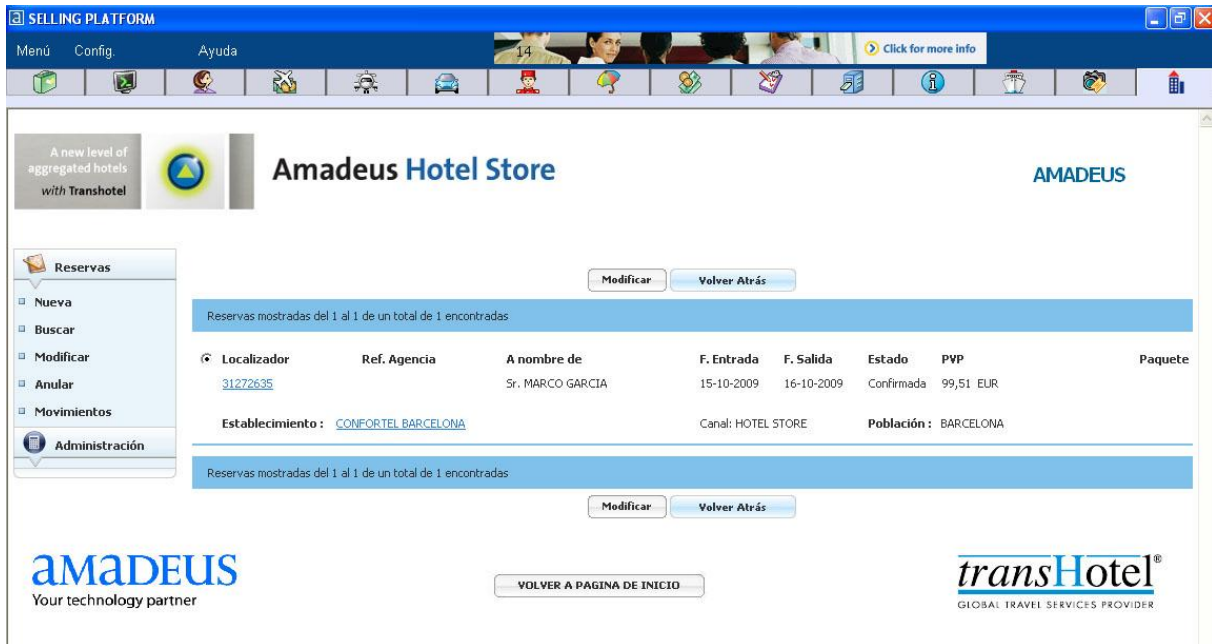 a SELLING PLATFORM
Menú Config. Ayuda 14 Click for more info
A new level of
aggregated hotels
with Transhotel
Amadeus Hotel Store
AMADEUS
Reservas
Nueva
Buscar
Modificar
Anular
Movimientos
Administración
Modificar Volver Atrás
Reservas mostradas del 1 al 1 de un total de 1 encontradas
Localizador Ref. Agencia A nombre de F. Entrada F. Salida Estado PVP Paquete
31272635 Sr. MARCO GARCIA 15-10-2009 16-10-2009 Confirmada 99,51 EUR
Establecimiento : CONFORTEL BARCELONA Canal: HOTEL STORE Población : BARCELONA
Reservas mostradas del 1 al 1 de un total de 1 encontradas
Modificar Volver Atrás
amadeus
Your technology partner
VOLVER A PAGINA DE INICIO
transHotel®
GLOBAL TRAVEL SERVICES PROVIDER